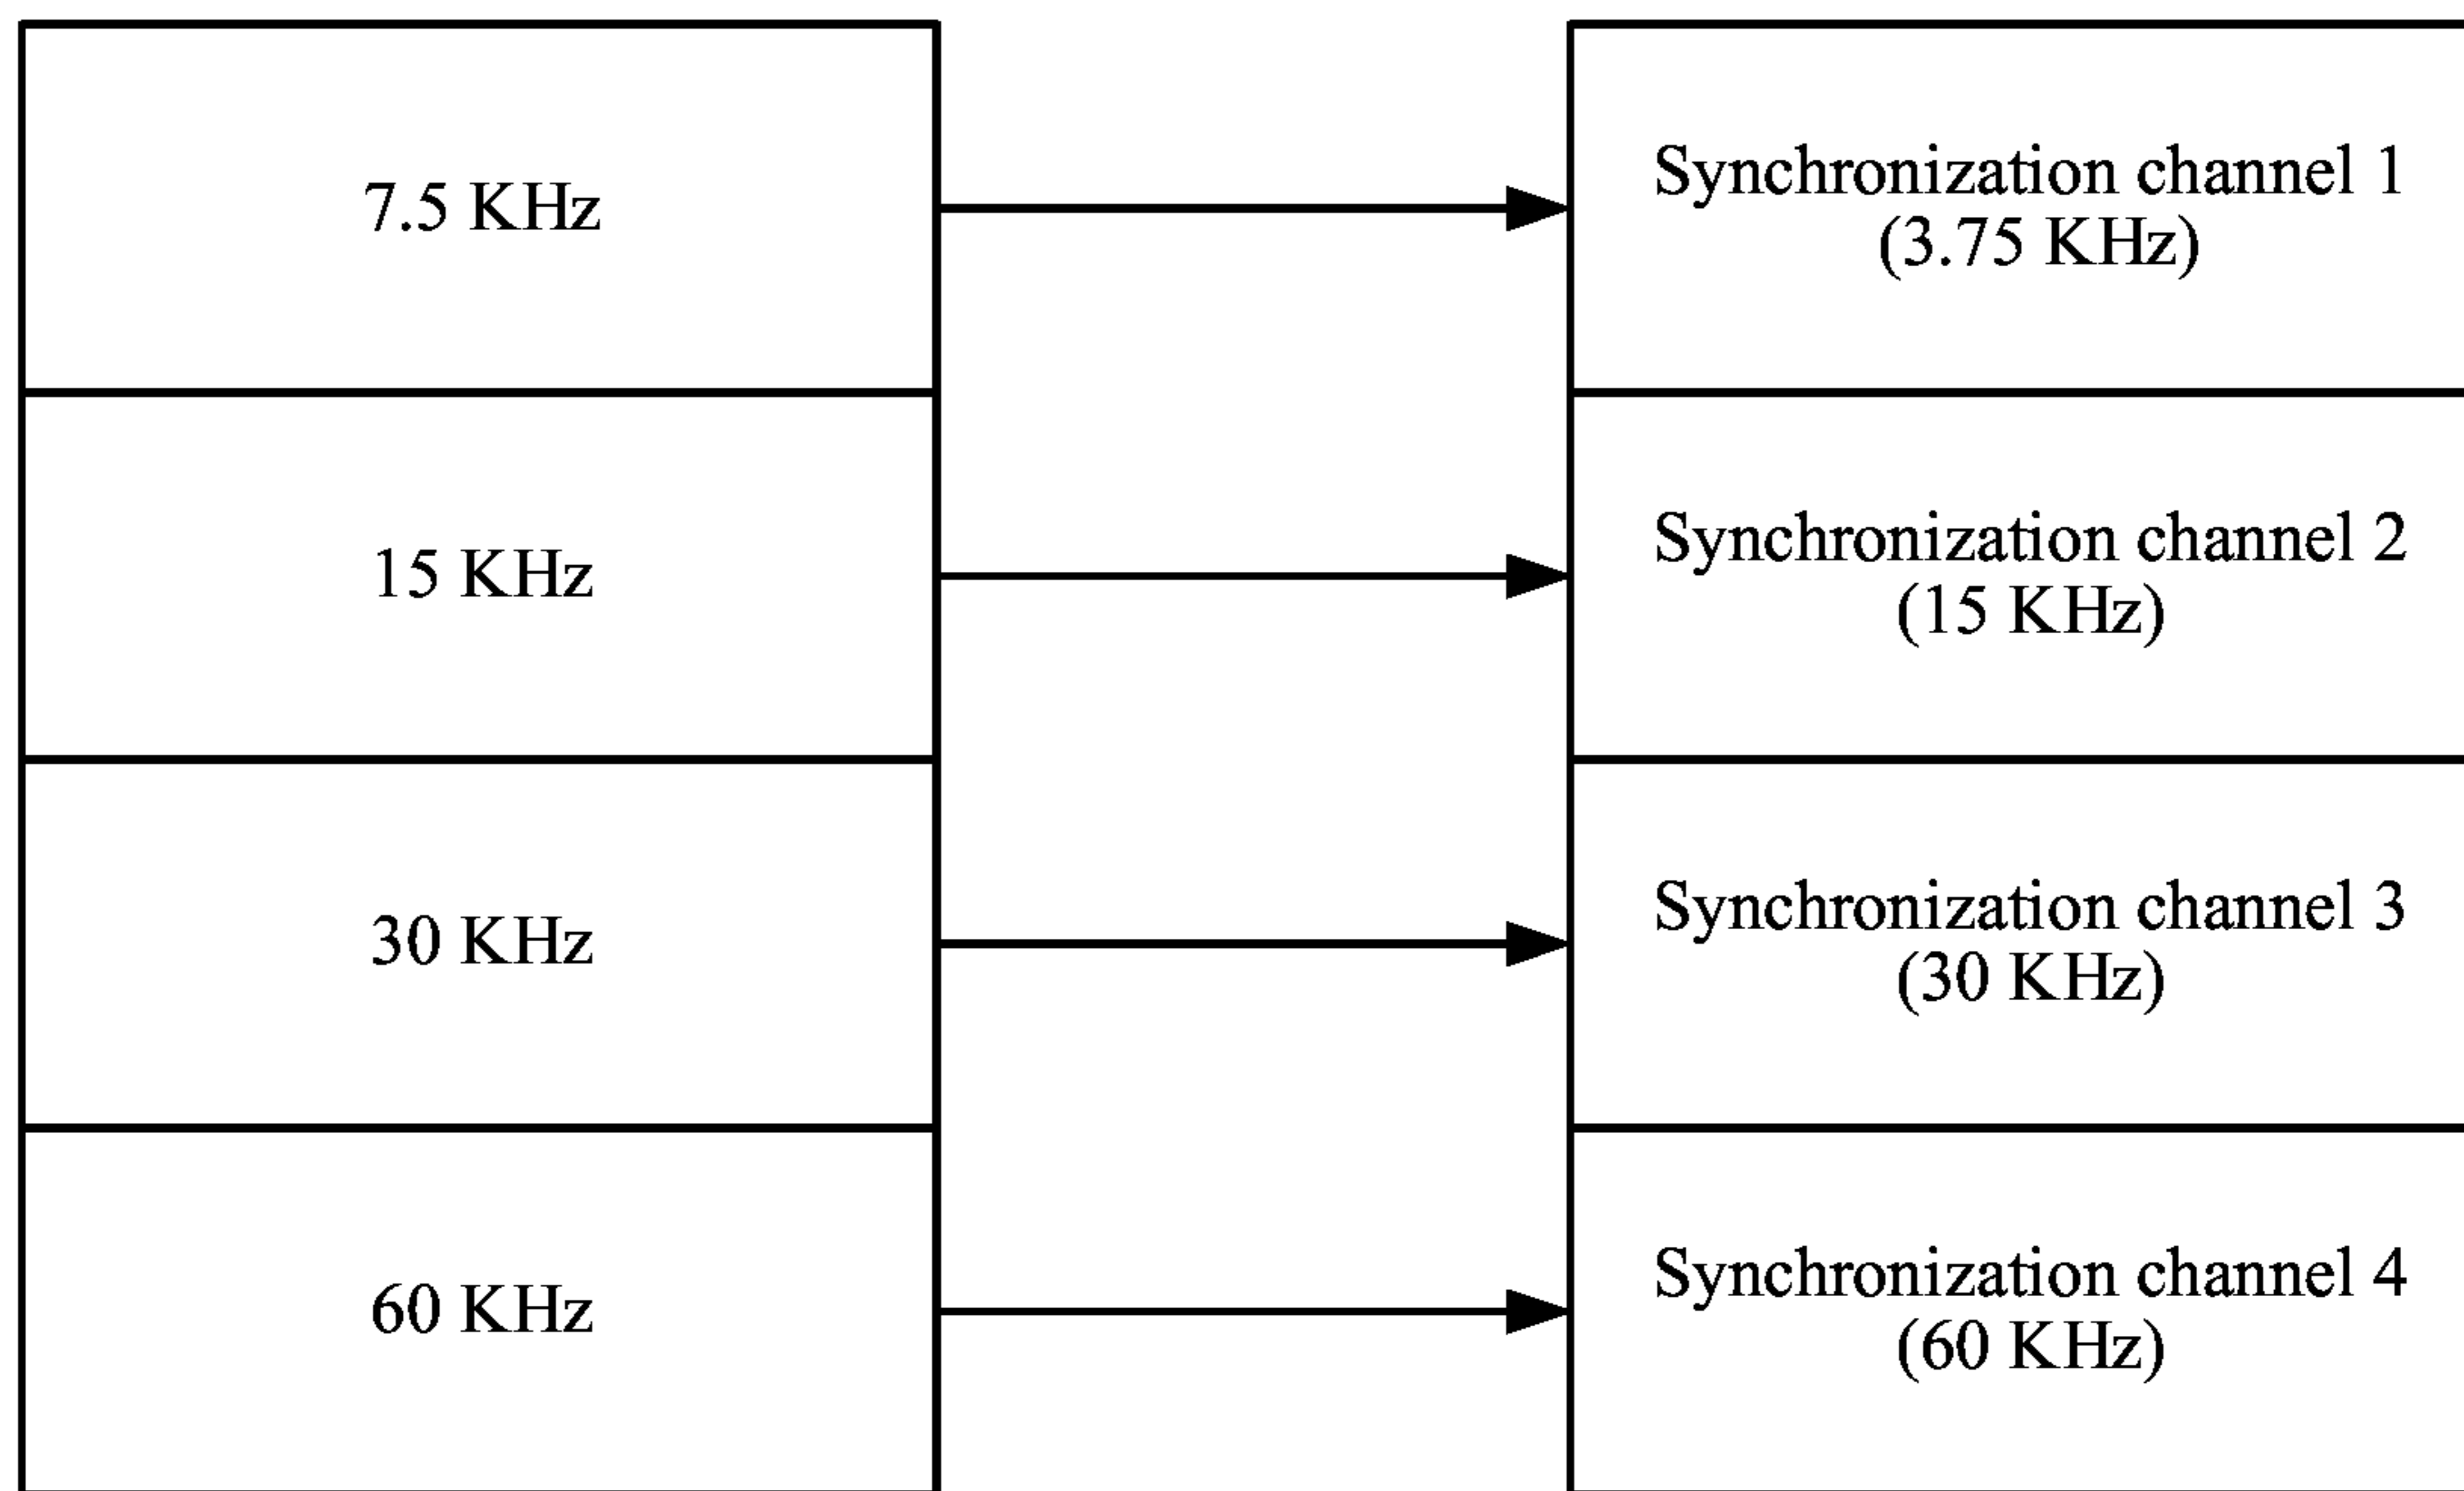 7.5 KHz
Synchronization channel 1
(3.75 KHz)
15 KHz
Synchronization channel 2
(15 KHz)
30 KHz
Synchronization channel 3
(30 KHz)
60 KHz
Synchronization channel 4
(60 KHz)